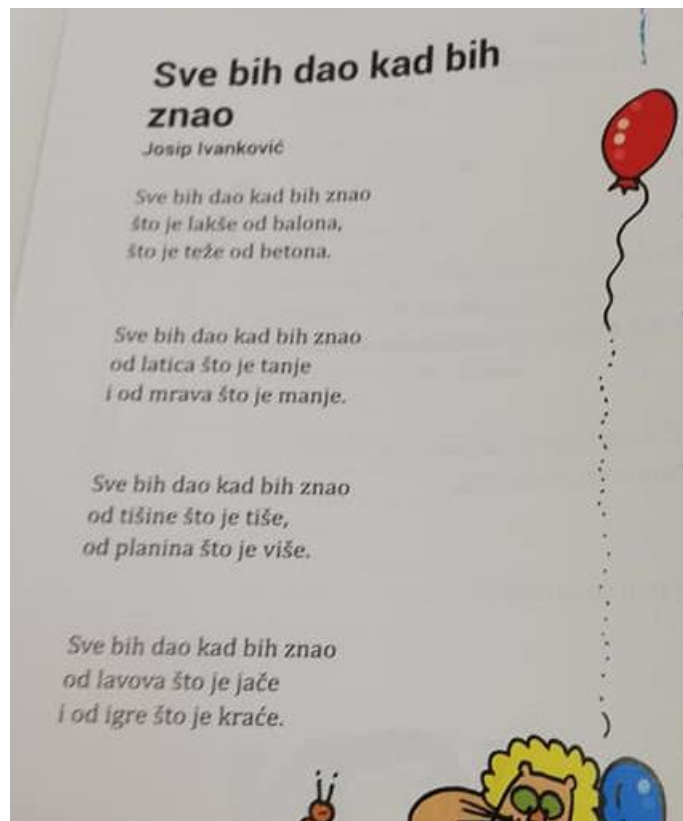 Sve bih dao kad bih
znao
Josip Ivanković
Sve bih dao kad bih znao
što je lakše od balona,
što je teže od betona.
Sve bih dao kad bih znao
od latica što je tanje
i od mrava što je manje.
Sve bih dao kad bih znao
od tišine što je tiše,
od planina što je više.
Sve bih dao kad bih znao
od lavova što je jače
i od igre što je kraće.